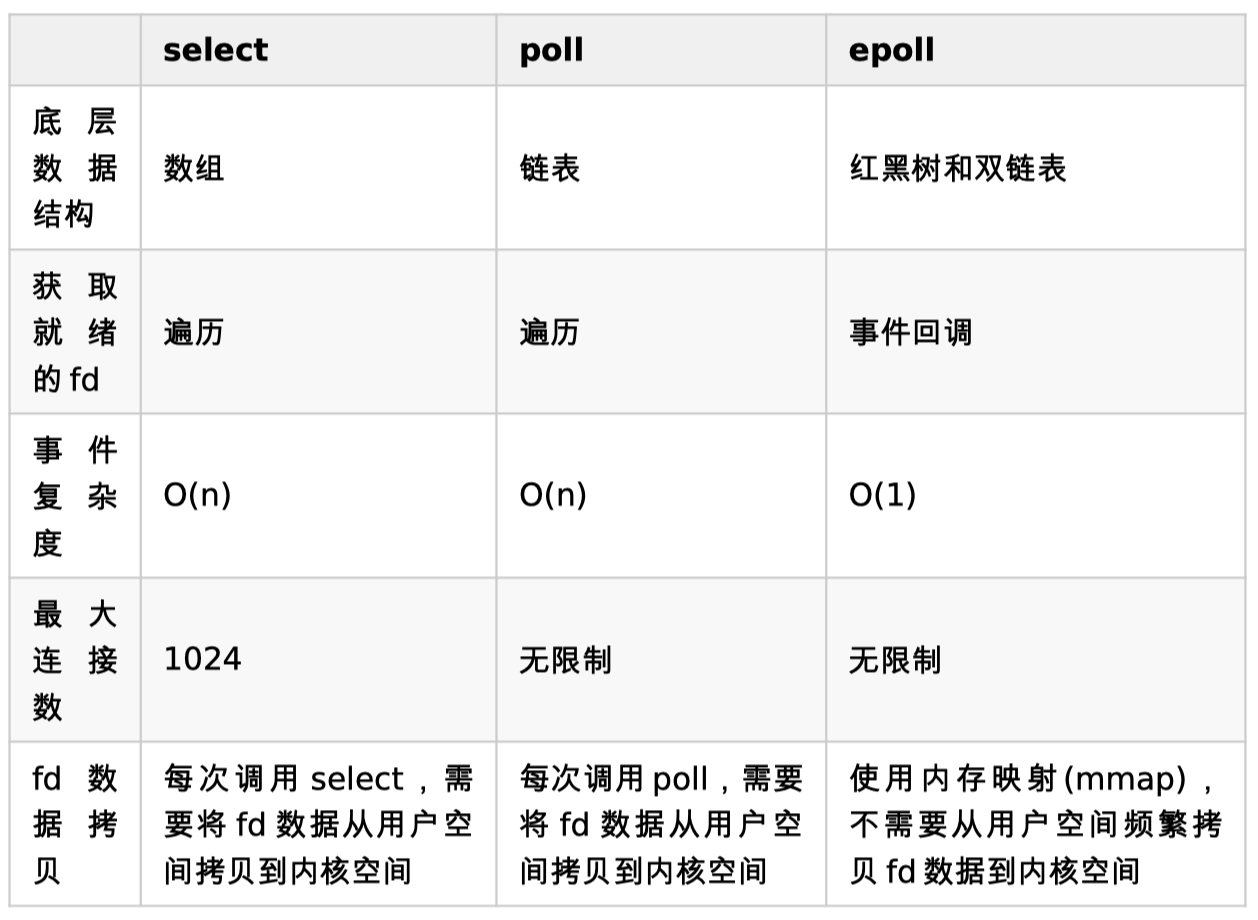 select poll epoll
底层
数据
结构
数组
链表
红黑树和双链表
获取
就绪
的 fd
遍历
遍历
事件回调
事件
复杂
度
O(n)
O(n)
O(1)
最大
连接
数
1024
无限制
无限制
fd 数
据拷
贝
每次调用 select，需
要将 fd 数据从用户空
间拷贝到内核空间
每次调用 poll，需要
将 fd 数据从用户空
间拷贝到内核空间
使用内存映射(mmap)，
不需要从用户空间频繁拷
贝 fd 数据到内核空间